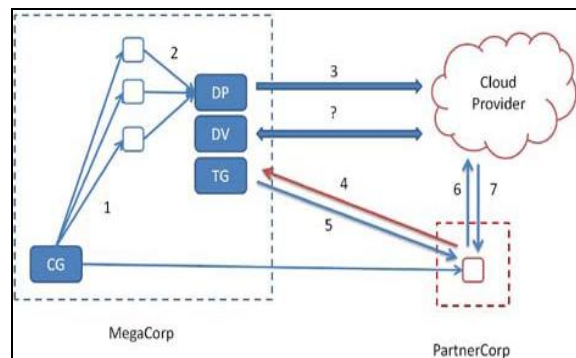 2
DP
3
Cloud
Provider
?
DV
TG
4
6
7
1
5
CG
MegaCorp
PartnerCorp